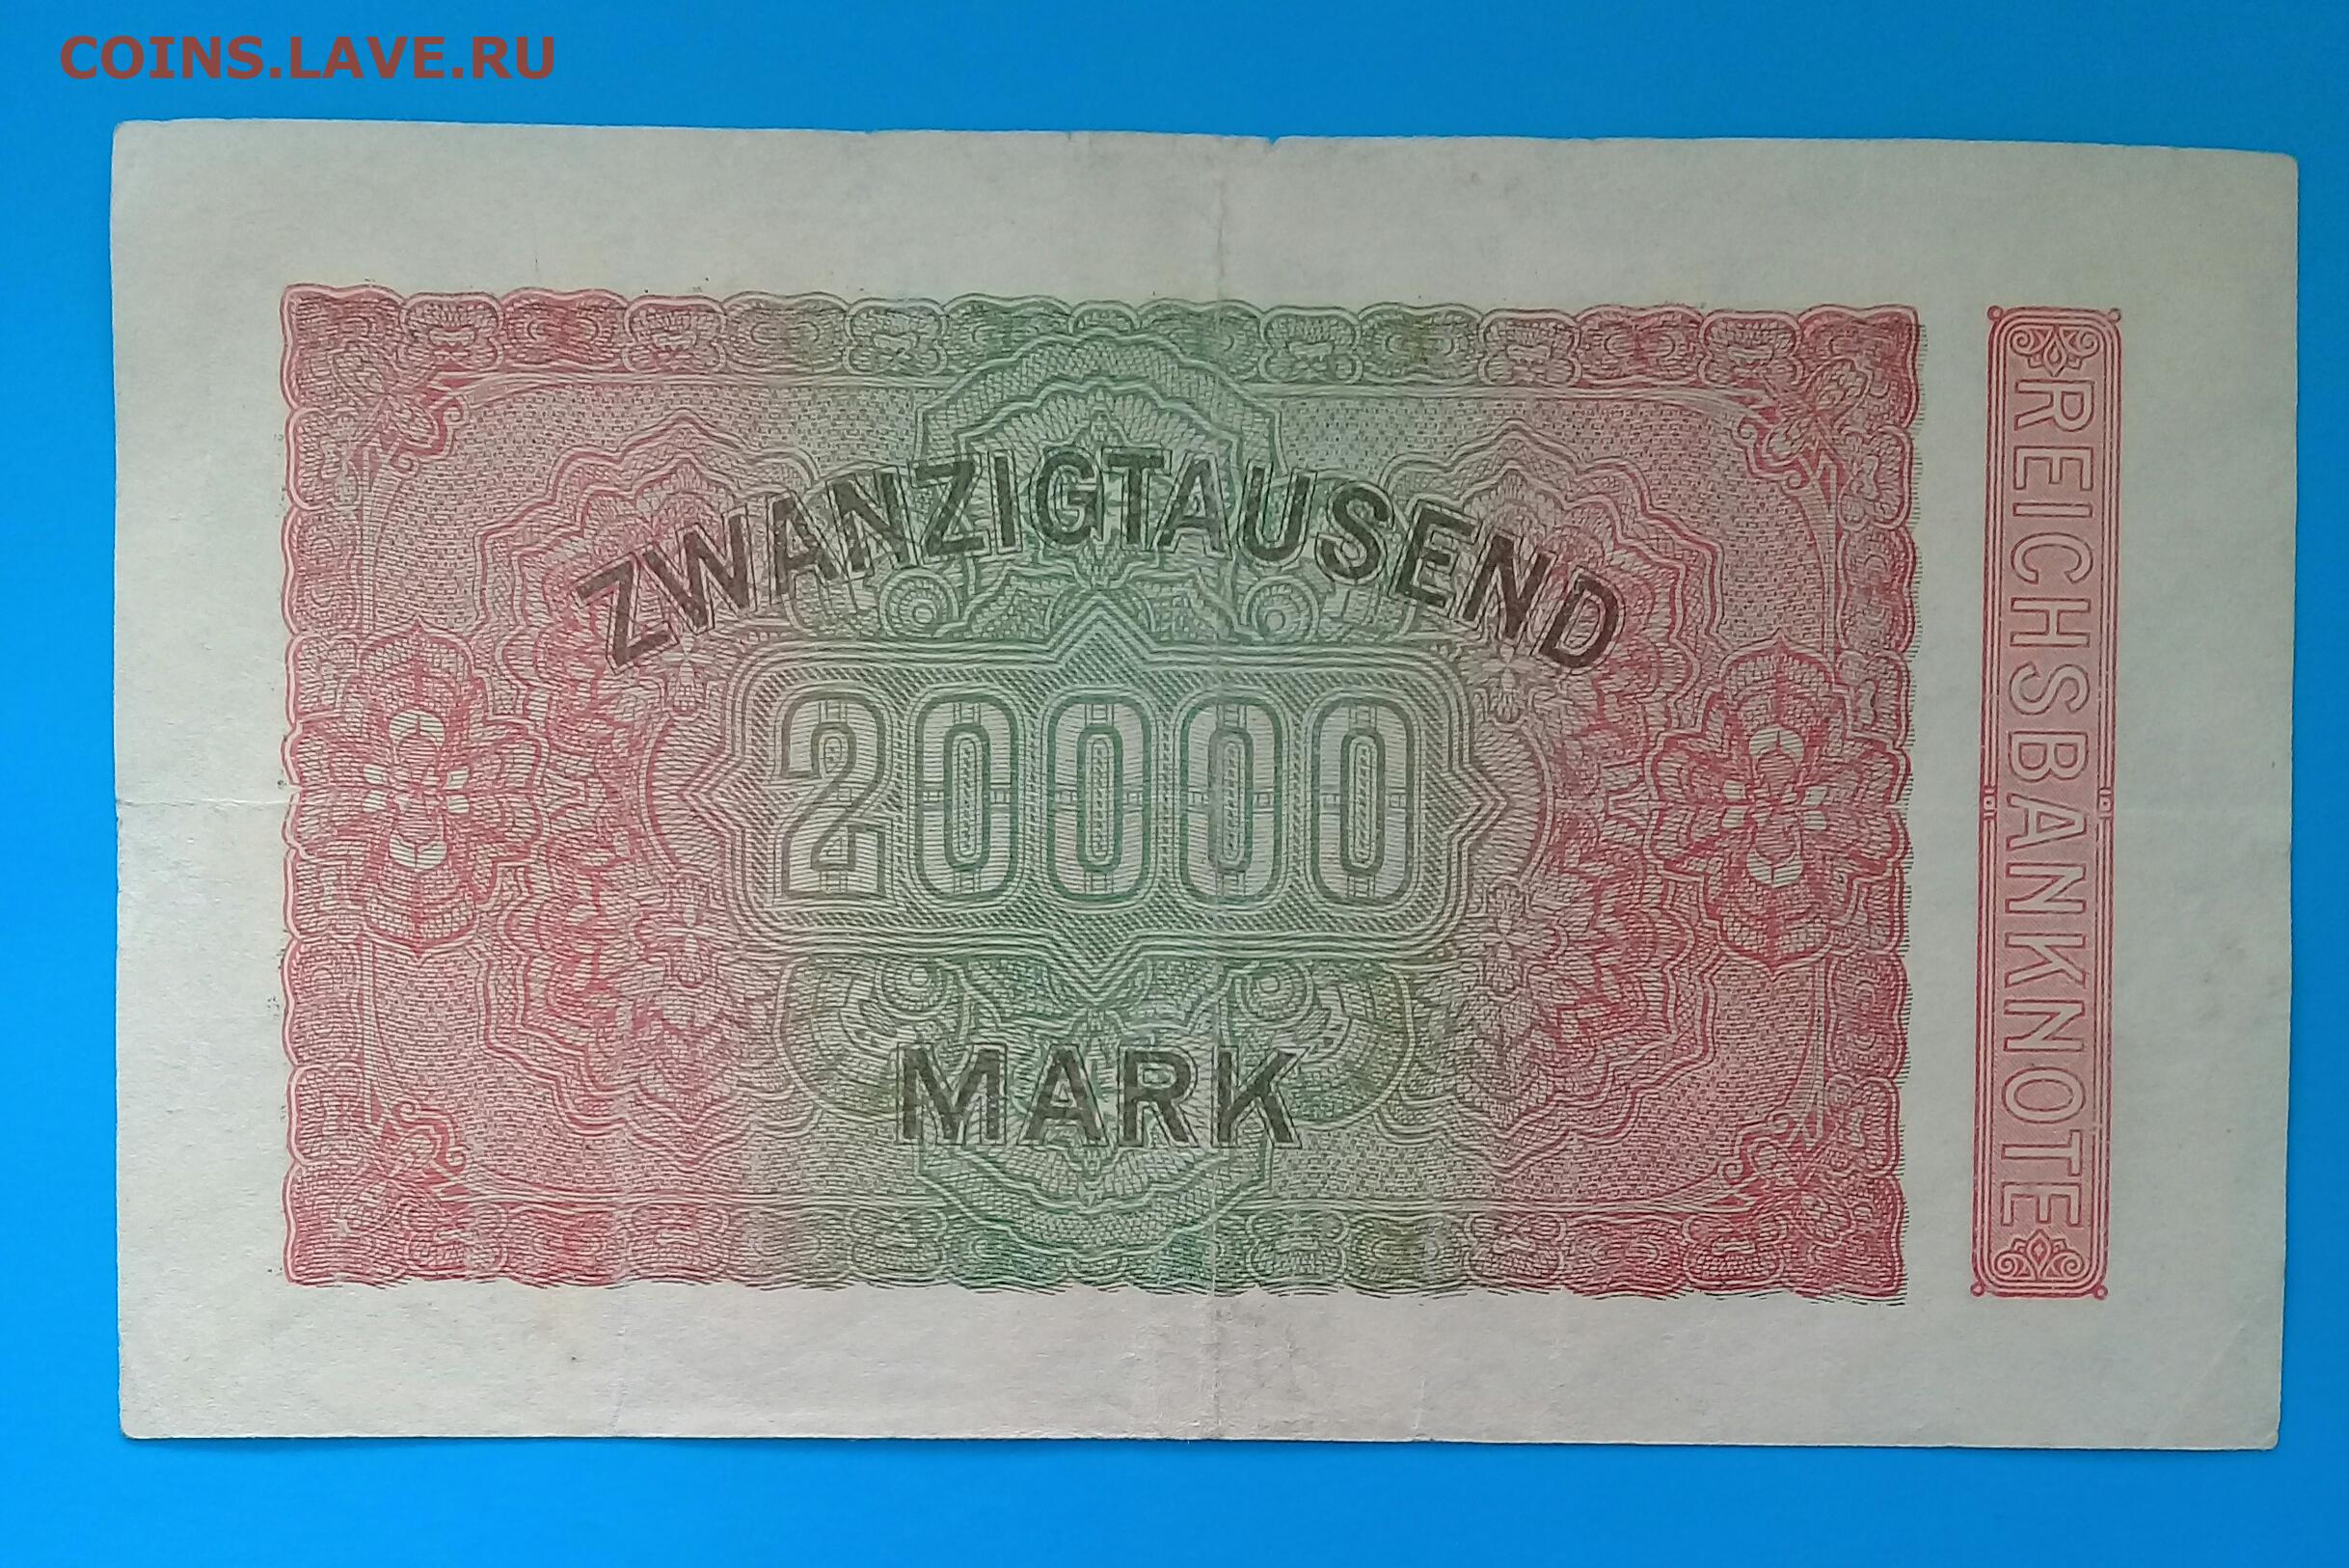 COINS.LAVE.RU
ZWANZIGTAUSEND
20000
MARK
REICHSBANKNOTE